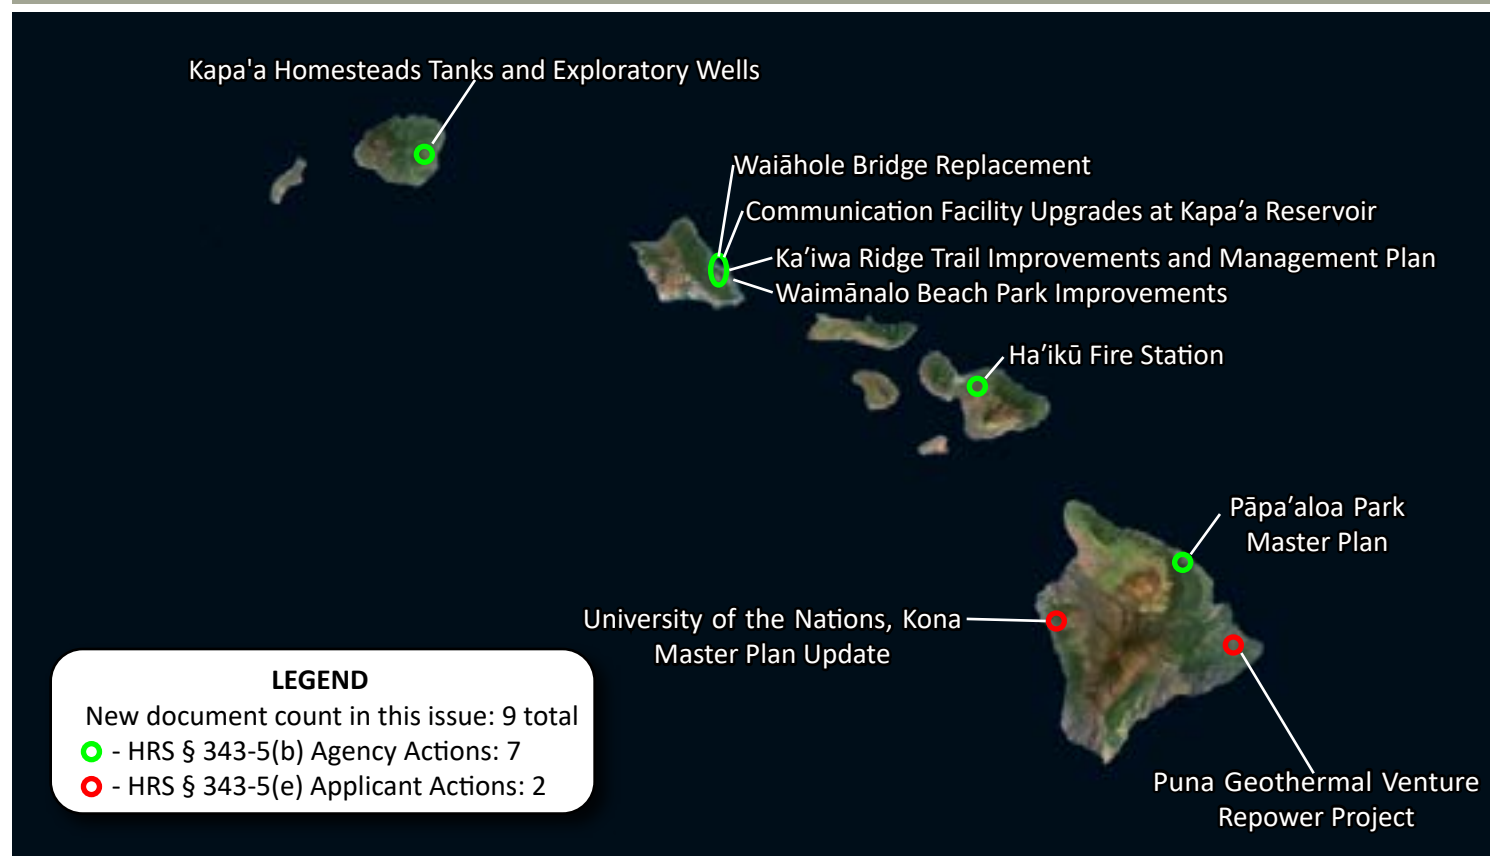 Kapa'a Homesteads Tanks and Exploratory Wells
Waiāhole Bridge Replacement
Communication Facility Upgrades at Kapa‘a Reservoir
Ka‘iwa Ridge Trail Improvements and Management Plan
Waimānalo Beach Park Improvements
Ha‘ikū Fire Station
Pāpa‘aloa Park
Master Plan
University of the Nations, Kona
Master Plan Update
Puna Geothermal Venture
Repower Project
LEGEND
New document count in this issue: 9 total
- HRS § 343-5(b) Agency Actions: 7
- HRS § 343-5(e) Applicant Actions: 2